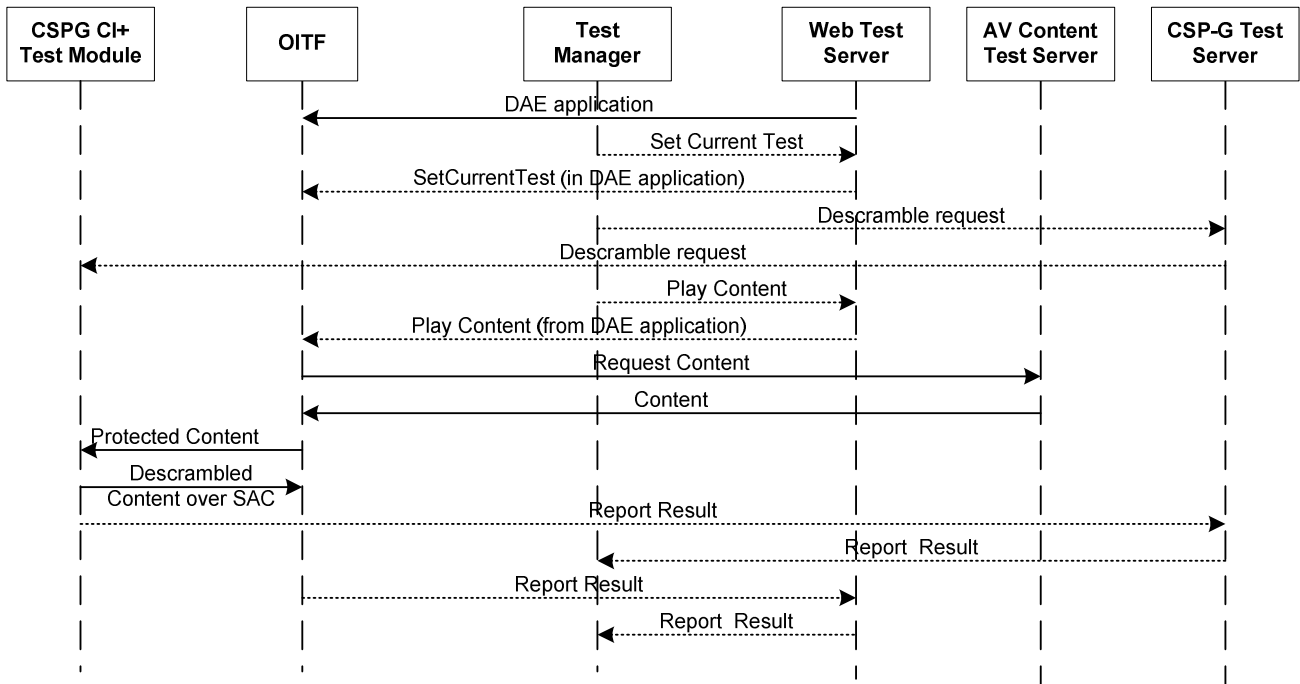 CSPG CI+
Test Module
OITF
Test
Manager
Web Test
Server
AV Content
Test Server
CSP-G Test
Server
DAE application
Set Current Test
SetCurrentTest (in DAE application)
Descramble request
Descramble request
Play Content
Play Content (from DAE application)
Request Content
Content
Protected Content
Descrambled
Content over SAC
Report Result
Report Result
Report Result
Report Result